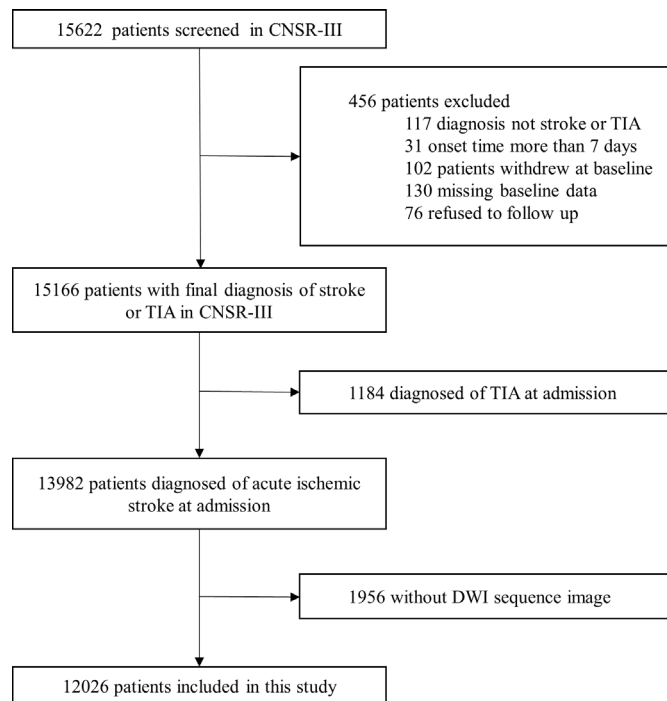 15622 patients screened in CNSR-III
456 patients excluded
117 diagnosis not stroke or TIA
31 onset time more than 7 days
102 patients withdrew at baseline
130 missing baseline data
76 refused to follow up
15166 patients with final diagnosis of stroke
or TIA in CNSR-III
1184 diagnosed of TIA at admission
13982 patients diagnosed of acute ischemic
stroke at admission
1956 without DWI sequence image
12026 patients included in this study